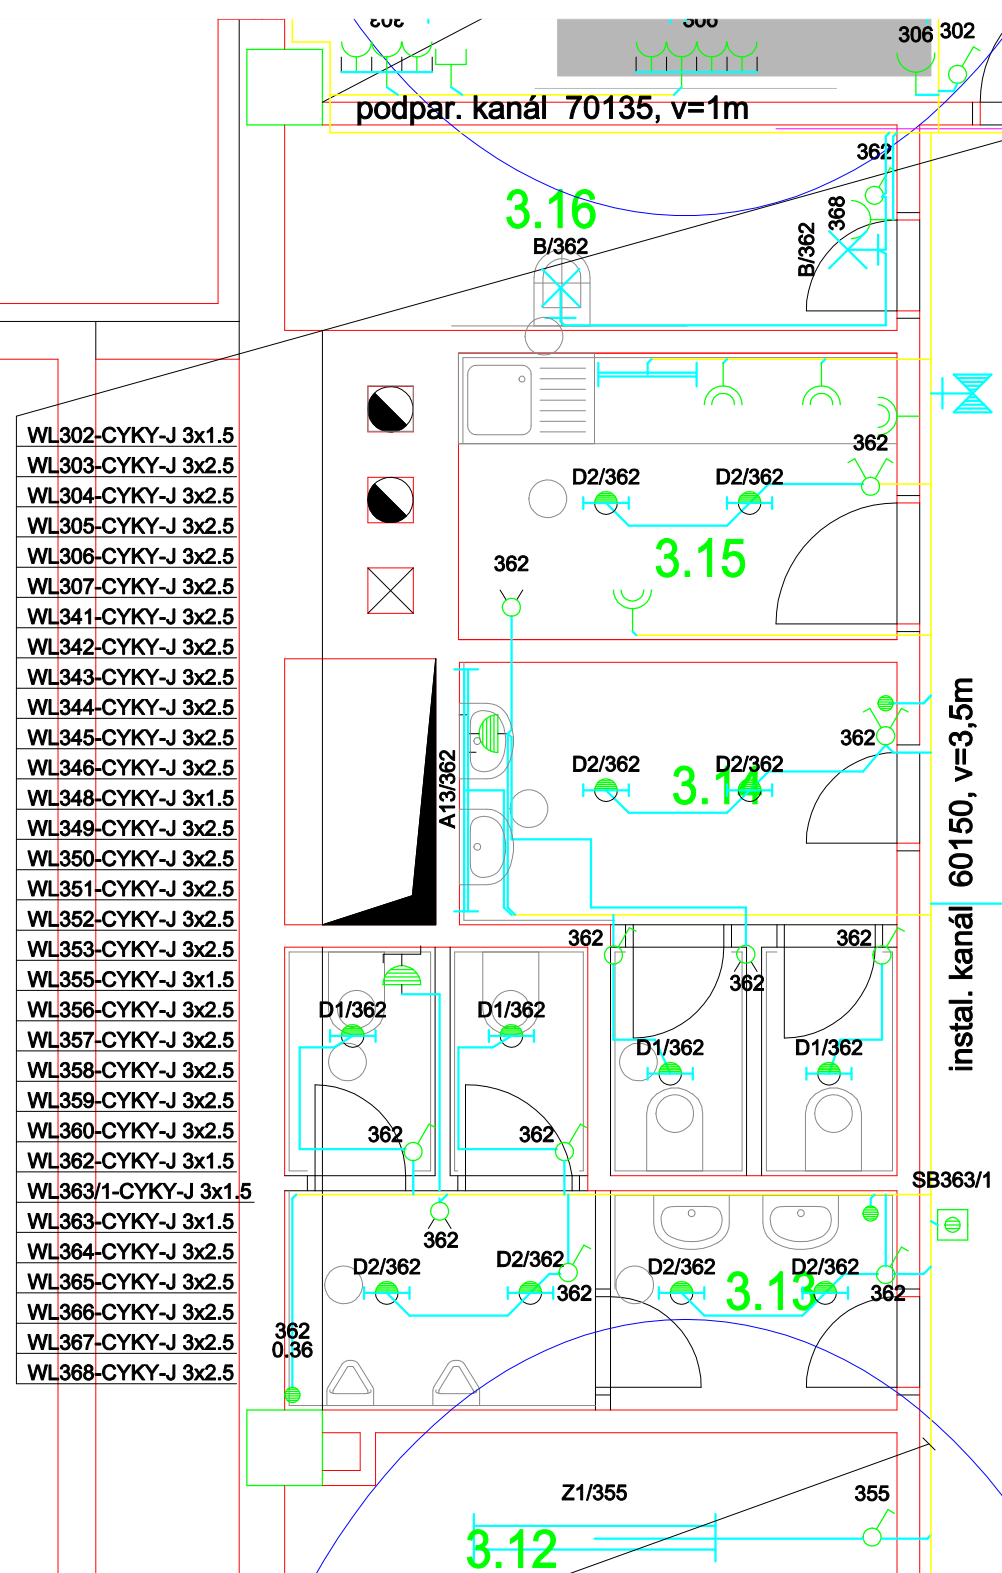 303
306
306
302
podpar. kanál 70135, v=1m
362
3.16
368
B/362
B/362
WL302-CYKY-J 3x1.5
WL303-CYKY-J 3x2.5
WL304-CYKY-J 3x2.5
WL305-CYKY-J 3x2.5
WL306-CYKY-J 3x2.5
WL307-CYKY-J 3x2.5
WL341-CYKY-J 3x2.5
WL342-CYKY-J 3x2.5
WL343-CYKY-J 3x2.5
WL344-CYKY-J 3x2.5
WL345-CYKY-J 3x2.5
WL346-CYKY-J 3x2.5
WL348-CYKY-J 3x1.5
WL349-CYKY-J 3x2.5
WL350-CYKY-J 3x2.5
WL351-CYKY-J 3x2.5
WL352-CYKY-J 3x2.5
WL353-CYKY-J 3x2.5
WL355-CYKY-J 3x1.5
WL356-CYKY-J 3x2.5
WL357-CYKY-J 3x2.5
WL358-CYKY-J 3x2.5
WL359-CYKY-J 3x2.5
WL360-CYKY-J 3x2.5
WL362-CYKY-J 3x1.5
WL363/1-CYKY-J 3x1.5
WL363-CYKY-J 3x1.5
WL364-CYKY-J 3x2.5
WL365-CYKY-J 3x2.5
WL366-CYKY-J 3x2.5
WL367-CYKY-J 3x2.5
WL368-CYKY-J 3x2.5
362
D2/362
D2/362
3.15
362
362
D2/362
D2/362
3.14
A13/362
instal. kanál 60150, v=3,5m
362
362
362
D1/362
D1/362
D1/362
D1/362
362
362
SB363/1
362
D2/362
D2/362
362
D2/362
D2/362
362
3.13
362
0.36
Z1/355
355
3.12